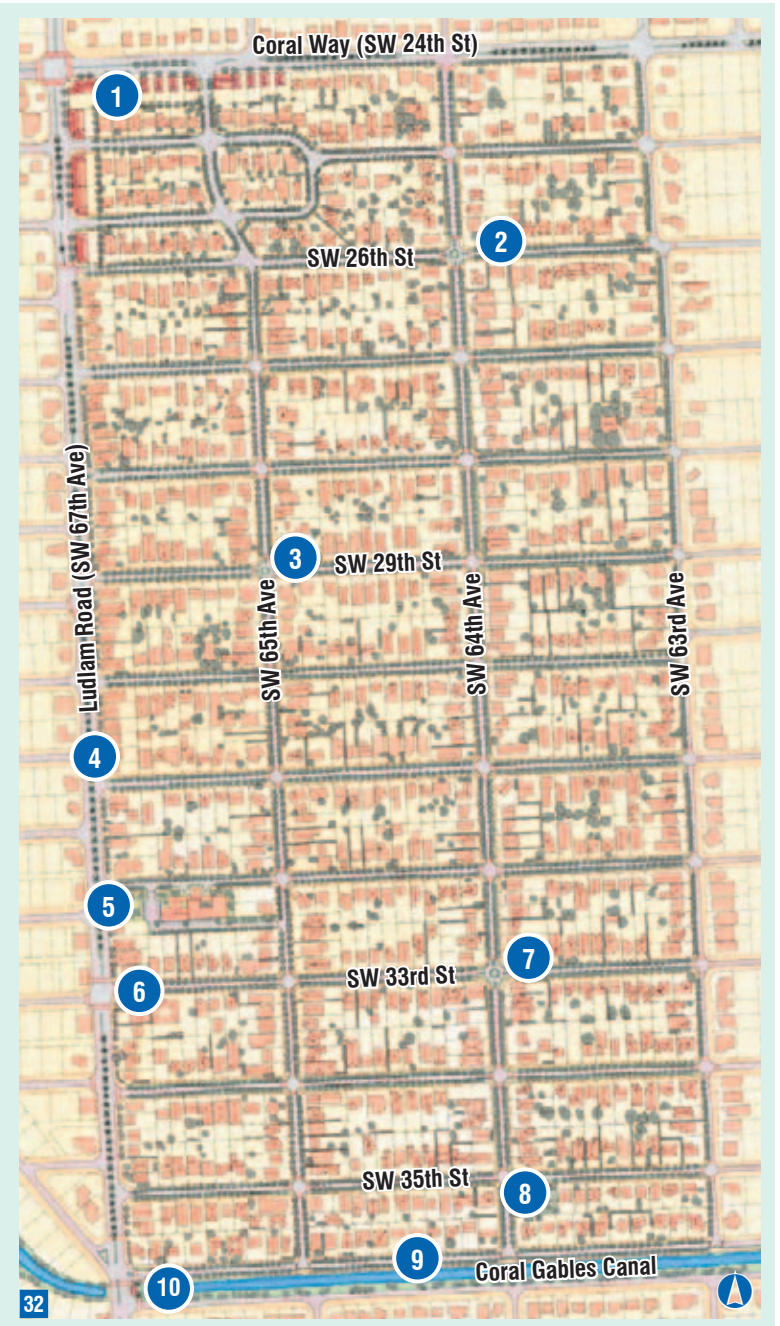 Coral Way (SW 24th St)
1
2
SW 26th St
Ludlam Road (SW 67th Ave)
3
SW 29th St
SW 65th Ave
SW 64th Ave
SW 63rd Ave
4
5
7
6
SW 33rd St
SW 35th St
8
9
Coral Gables Canal
10
32